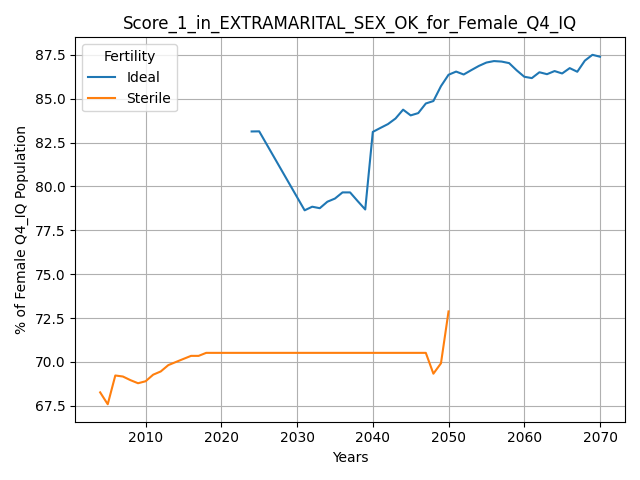 Score_1_in_EXTRAMARITAL_SEX_OK_for_Female_Q4_IQ
Fertility
Ideal
Sterile
% of Female Q4_IQ Population
87.5
85.0
82.5
80.0
77.5
75.0
72.5
70.0
67.5
2010 2020 2030 2040 2050 2060 2070
Years